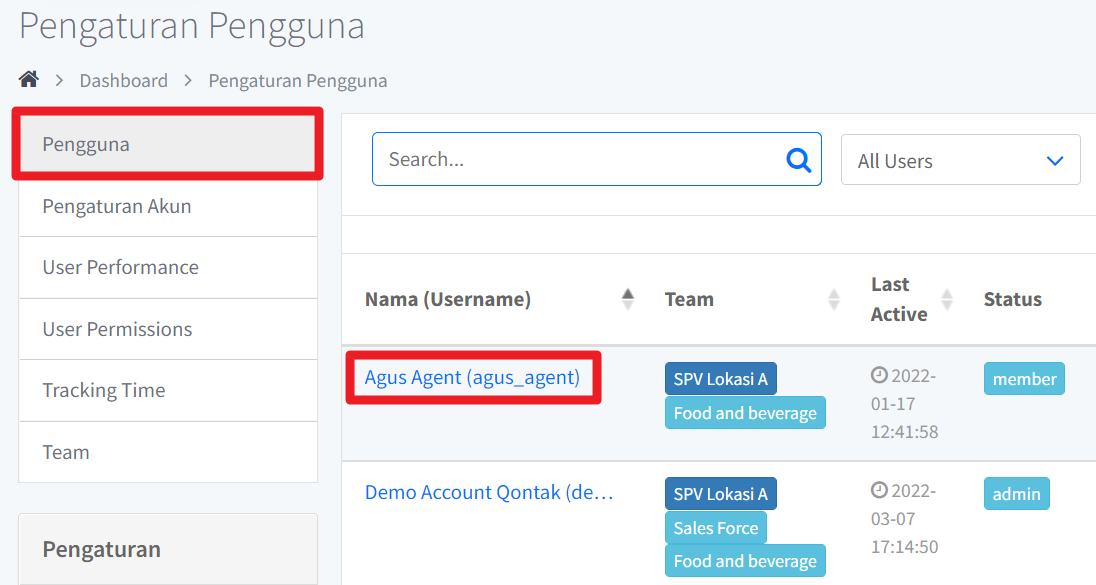 Pengaturan Pengguna
Dashboard
Pengaturan Pengguna
Pengguna
Pengaturan Akun
User Performance
User Permissions
Tracking Time
Team
Pengaturan
Search...
All Users
Nama (Username)
Team
Last
Active
Status
Agus Agent (agus_agent)
SPV Lokasi A
Food and beverage
2022-
01-17
12:41:58
member
Demo Account Qontak (de...
SPV Lokasi A
Sales Force
Food and beverage
2022-
03-07
17:14:50
admin